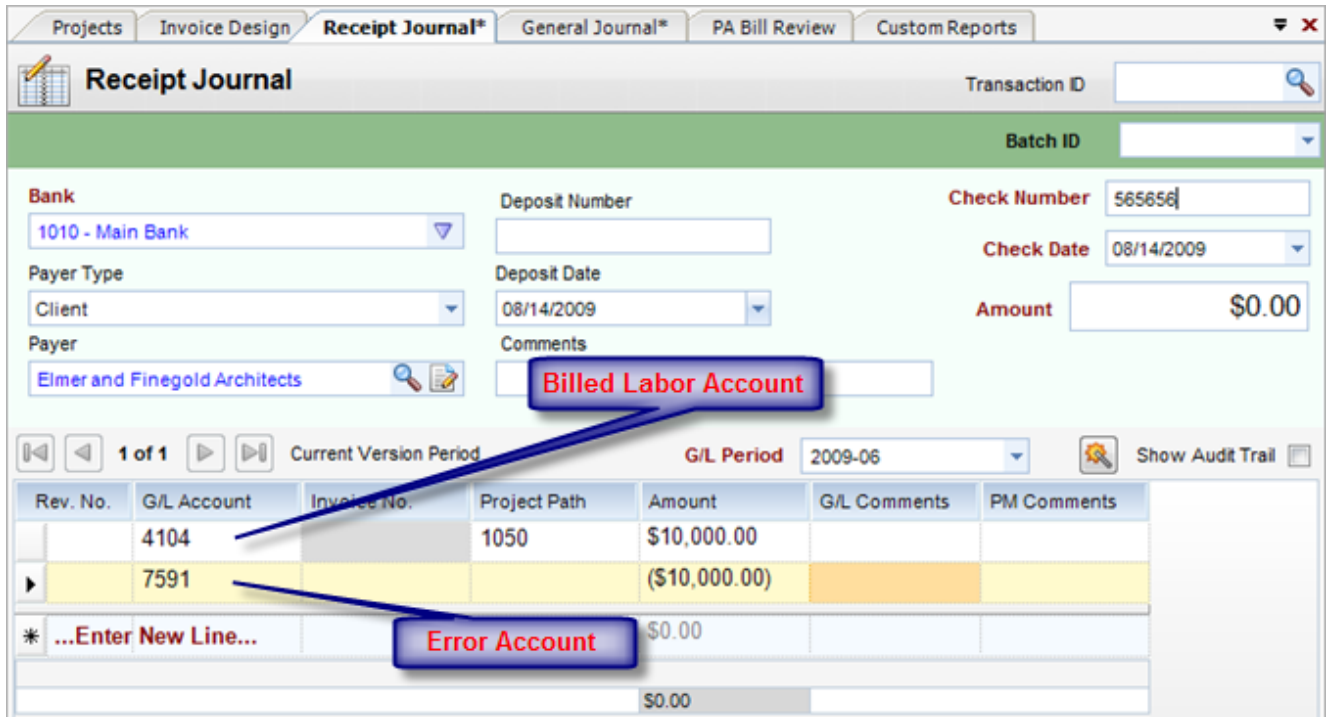 Projects Invoice Design Receipt Journal* General Journal* PA Bill Review Custom Reports
Receipt Journal Transaction ID
Batch ID
Bank Deposit Number Check Number 565656
1010 - Main Bank Check Date 08/14/2009
Payer Type Deposit Date
Client 08/14/2009 Amount $0.00
Payer Comments
Elmer and Finegold Architects Billed Labor Account
1 of 1 Current Version Period G/L Period 2009-06 Show Audit Trail
Rev. No. G/L Account Invoice No. Project Path Amount G/L Comments PM Comments
4104 1050 $10,000.00
7591 ($10,000.00)
...Enter New Line... Error Account $0.00
$0.00